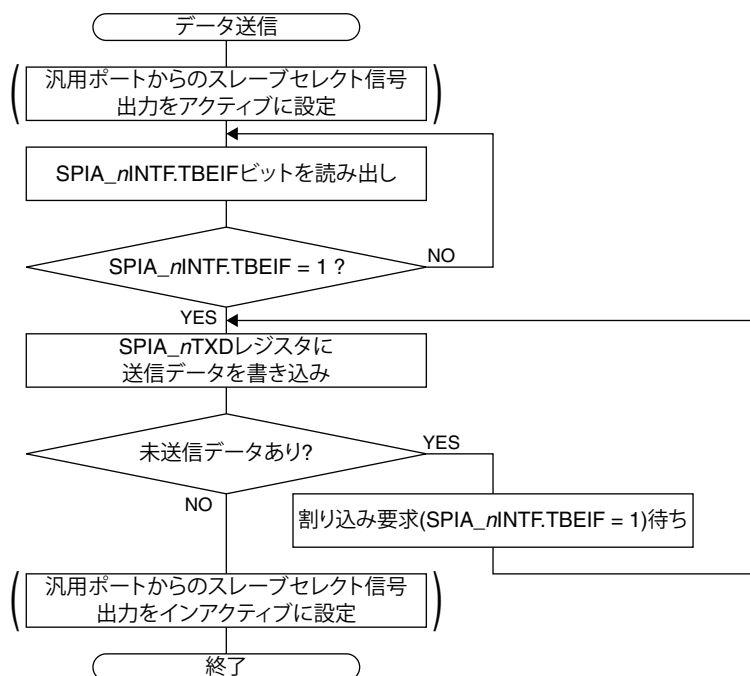 データ送信
汎用ポートからのスレーブセレクト信号
出力をアクティブに設定
SPIA_nINTF.TBEIFビットを読み出し
SPIA_nINTF.TBEIF = 1 ?
NO
YES
SPIA_nTXDレジスタに
送信データを書き込み
未送信データあり?
YES
NO
割り込み要求(SPIA_nINTF.TBEIF = 1)待ち
汎用ポートからのスレーブセレクト信号
出力をインアクティブに設定
終了